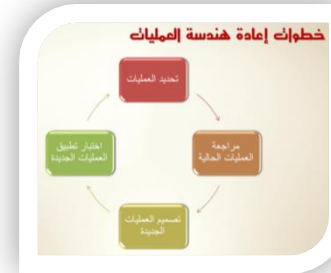 خطوات إعادة هندسة العمليات
تحديد العمليات
مراجعة
العمليات الحالية
تصميم العمليات
الجديدة
اختبار تطبيق
العمليات الجديدة